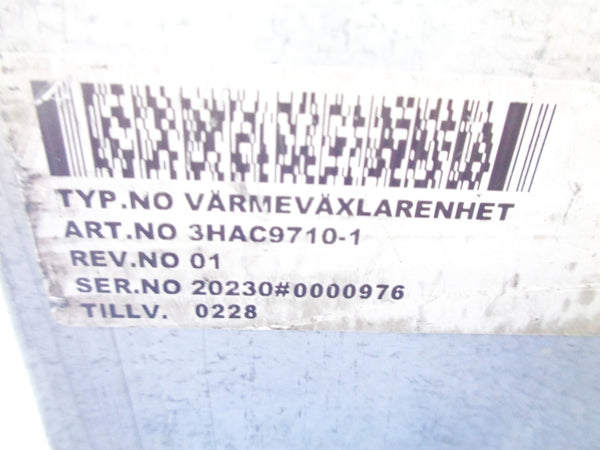 TYP.NO VÄRMEVÄXLARENHET
ART.NO 3HAC9710-1
REV.NO 01
SER.NO 20230#0000976
TILLV. 0228